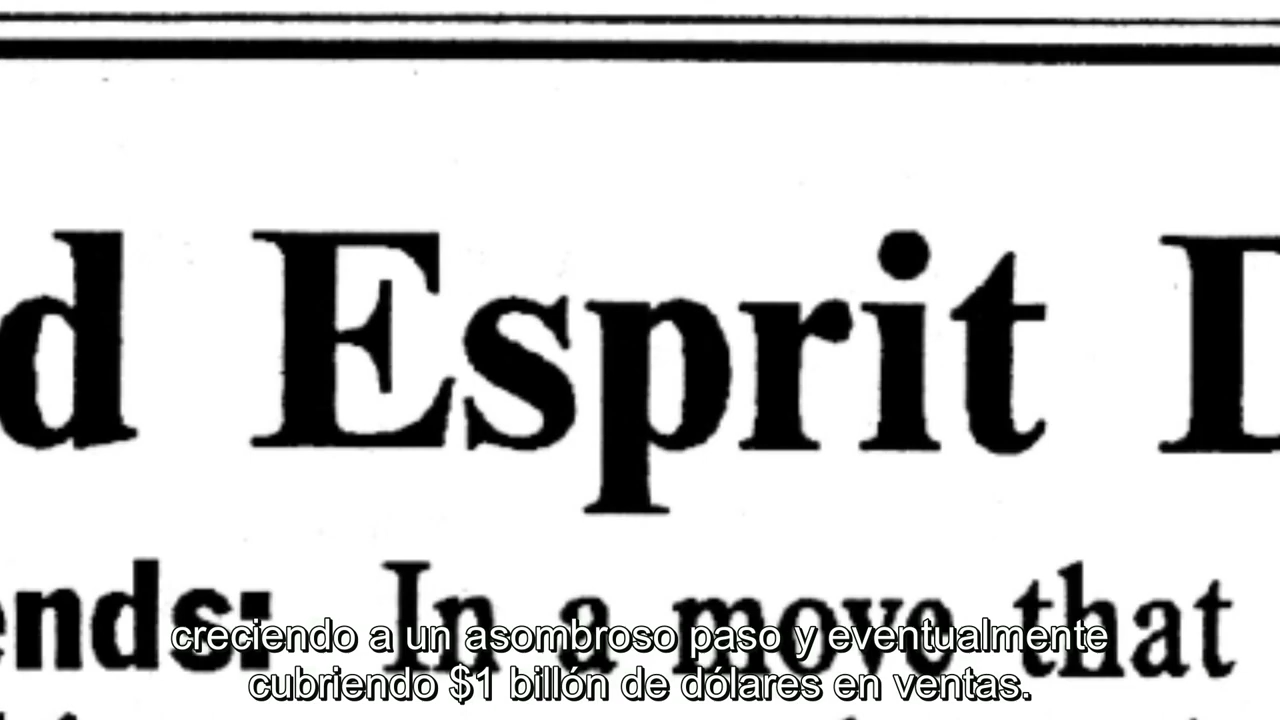 d Esprit D
ends: In a move that
creciendo a un asombroso paso y eventualmente
cubriendo $1 billón de dólares en ventas.